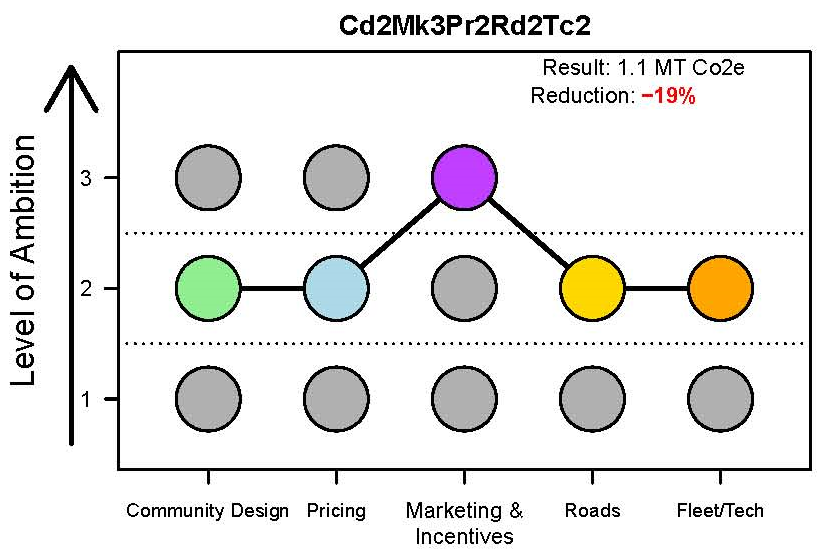 Cd2Mk3Pr2Rd2Tc2
Result: 1.1 MT Co2e
Reduction: −19%
Level of Ambition
3
2
1
Community Design
Pricing
Marketing &
Incentives
Roads
Fleet/Tech